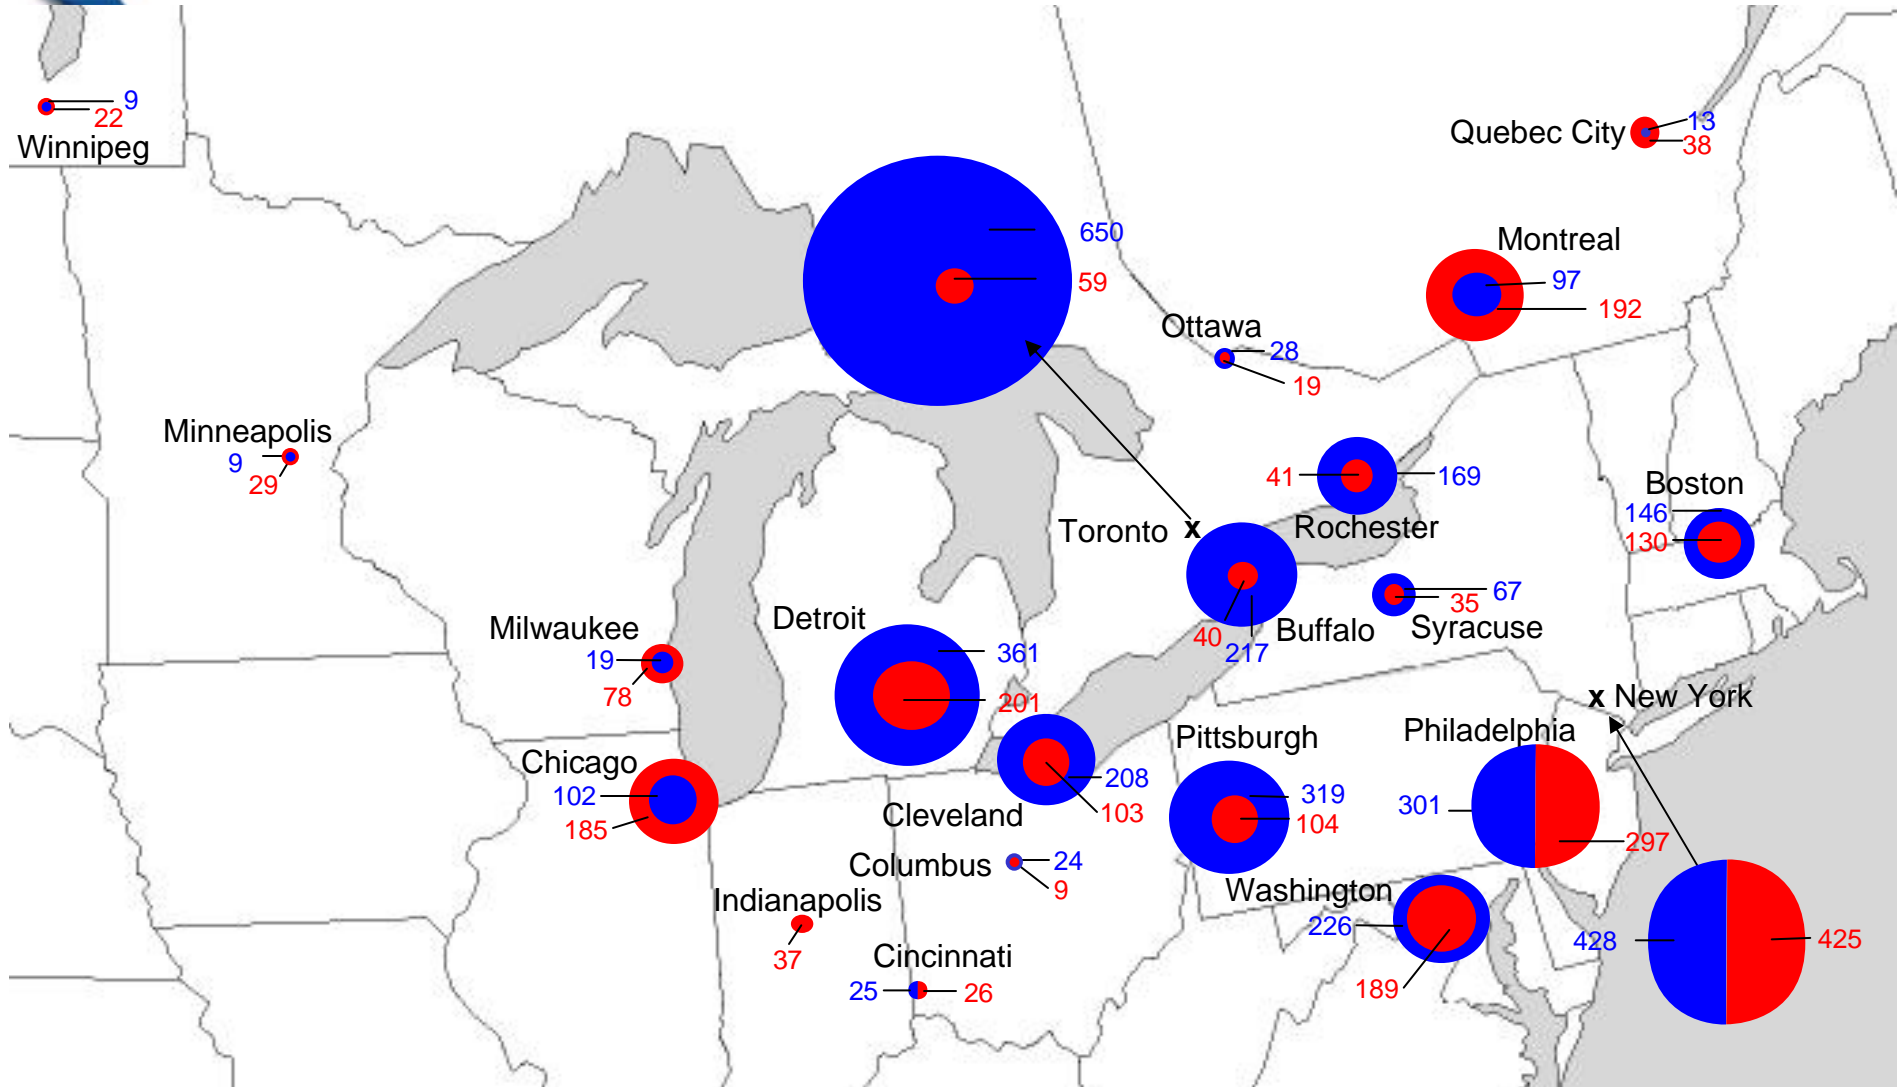 9
22
Winnipeg
13
Quebec City
38
650
59
Montreal
97
192
Ottawa
28
19
Minneapolis
9
29
41
169
Boston
146
130
Toronto x
Rochester
Detroit
361
201
40
217
Buffalo
67
35
Syracuse
Milwaukee
19
78
x New York
Philadelphia
301
297
Pittsburgh
319
104
Chicago
102
185
208
103
Cleveland
Columbus
24
9
Indianapolis
37
Washington
226
189
428
425
Cincinnati
25
26